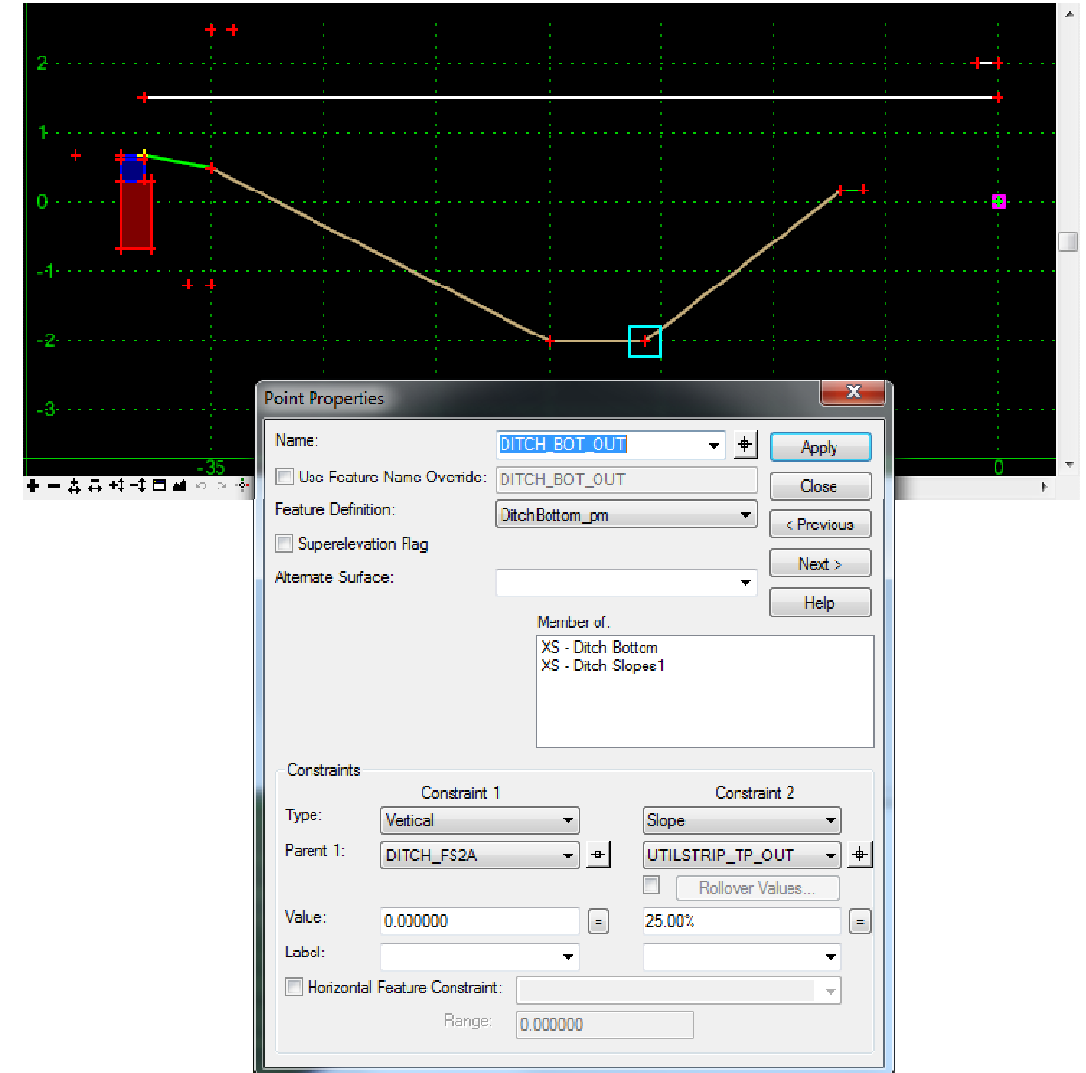 2
1
0
-1
-2
-3
-35
0
Point Properties
Name:
DITCH_BOT_OUT
Apply
Use Feature Name Override:
DITCH_BOT_OUT
Close
Feature Definition:
DitchBottom_pm
< Previous
Superelevation Flag
Next >
Alternate Surface:
Help
Member of:
XS - Ditch Bottom
XS - Ditch Slopes1
Constraints
Constraint 1
Constraint 2
Type:
Vertical
Slope
Parent 1:
DITCH_FS2A
UTILSTRIP_TP_OUT
Rollover Values...
Value:
0.000000
=
25.00%
=
Label:
Horizontal Feature Constraint:
Range:
0.000000